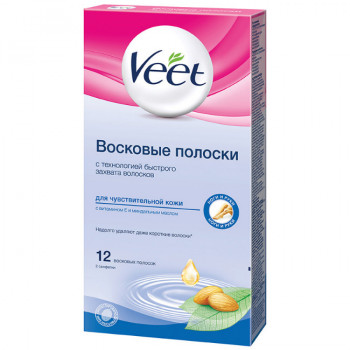 Veet
Восковые полоски
с технологией быстрого
захвата волосков
для чувствительной кожи
с витамином Е и миндальным маслом
Надолго удаляет даже короткие волоски*
12 восковых полосок